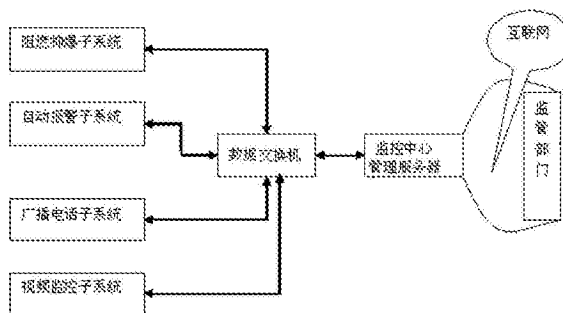 阻隔抑爆子系统
自动报警子系统
广播电话子系统
视频监控子系统
数据交换机
监控中心
管理服务器
互联网
监管部门